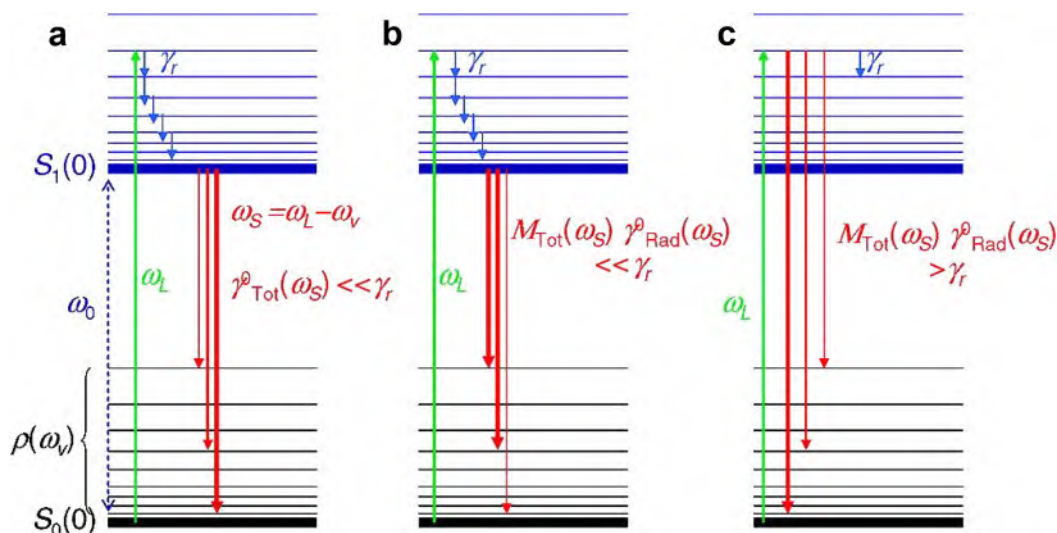 a
γr
S1(0)
ωS=ωL−ωv
ωL
γ⁰Tot(ωS)<<γr
ω0
ρ(ωv)
S0(0)
b
γr
MTot(ωS) γ⁰Rad(ωS)
<<γr
ωL
c
γr
MTot(ωS) γ⁰Rad(ωS)
>γr
ωL